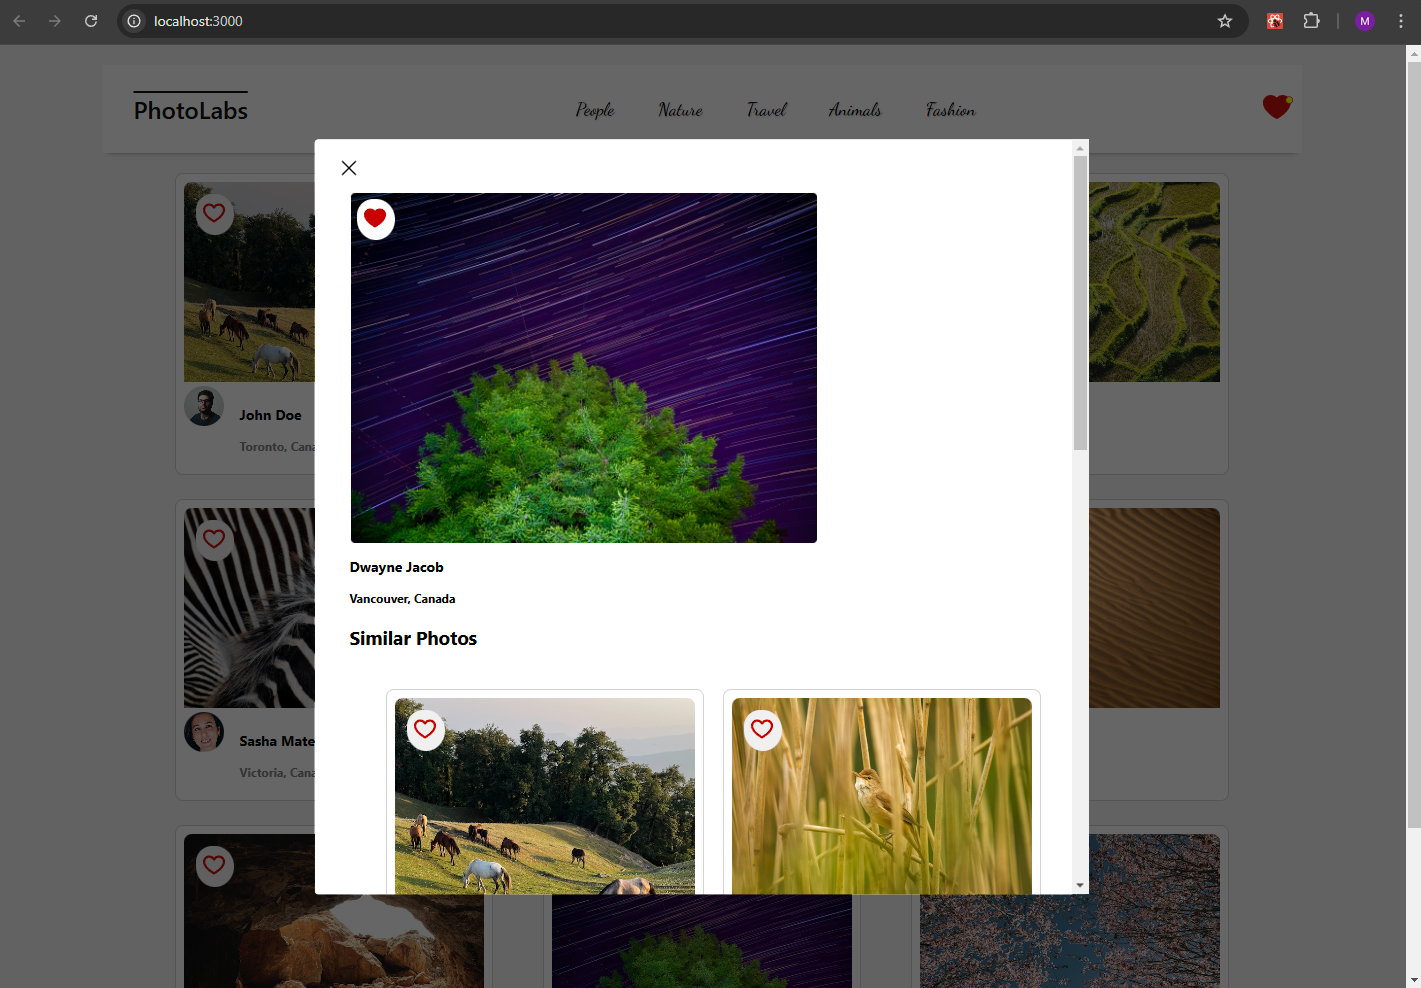 localhost:3000
M
PhotoLabs
People Nature Travel Animals Fashion
John Doe
Toronto, Cana
Sasha Mate
Victoria, Cana
Dwayne Jacob
Vancouver, Canada
Similar Photos